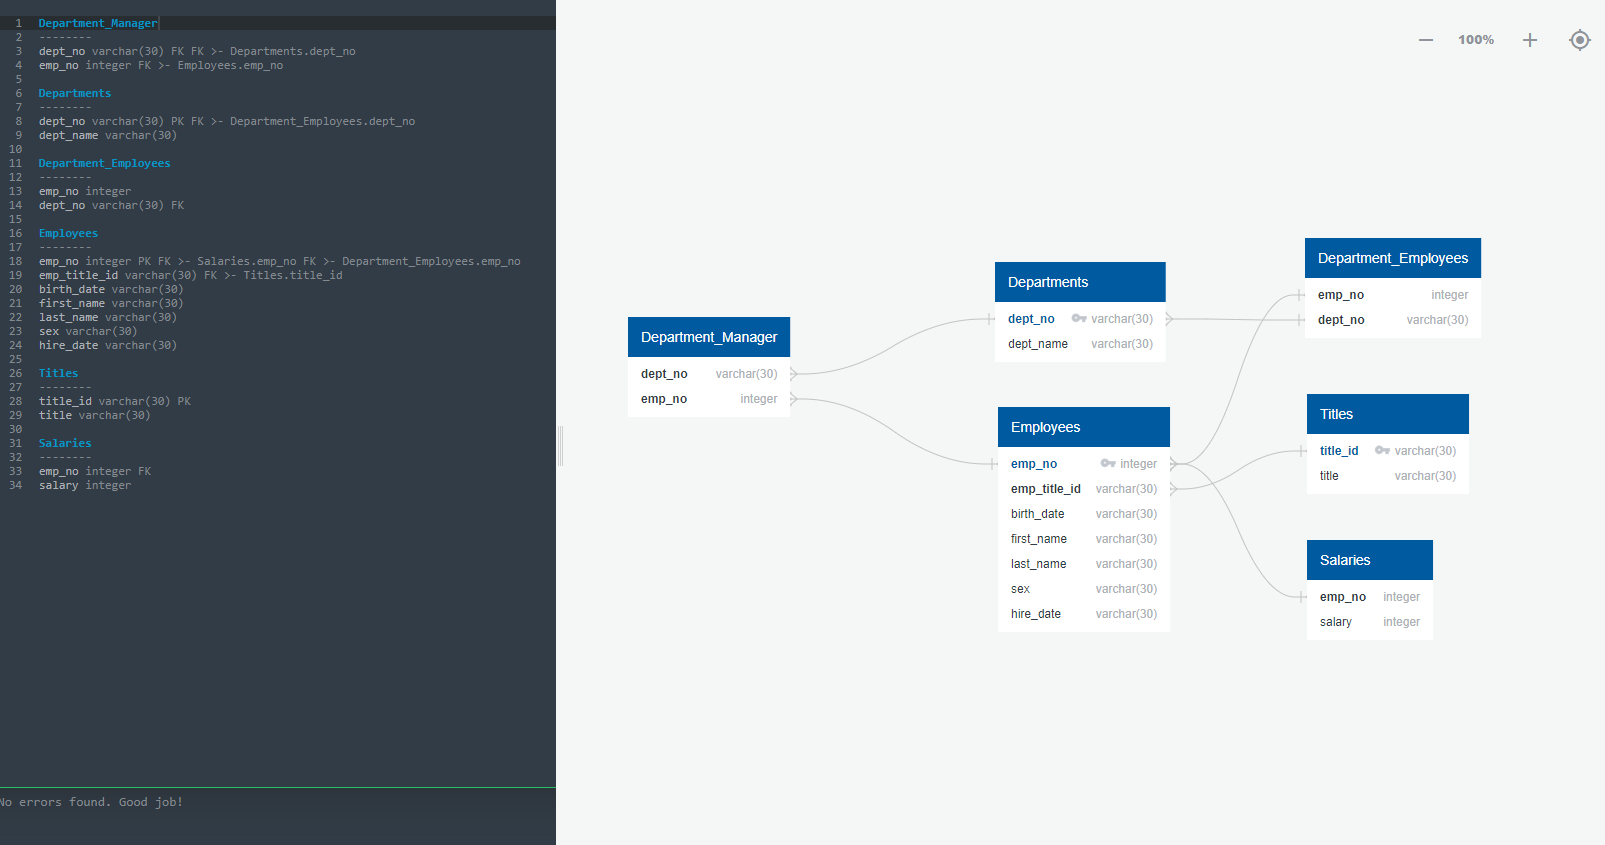 1 Department_Manager
2 --------
3 dept_no varchar(30) FK FK >- Departments.dept_no
4 emp_no integer FK >- Employees.emp_no
5
6 Departments
7 --------
8 dept_no varchar(30) PK FK >- Department_Employees.dept_no
9 dept_name varchar(30)
10
11 Department_Employees
12 --------
13 emp_no integer
14 dept_no varchar(30) FK
15
16 Employees
17 --------
18 emp_no integer PK FK >- Salaries.emp_no FK >- Department_Employees.emp_no
19 emp_title_id varchar(30) FK >- Titles.title_id
20 birth_date varchar(30)
21 first_name varchar(30)
22 last_name varchar(30)
23 sex varchar(30)
24 hire_date varchar(30)
25
26 Titles
27 --------
28 title_id varchar(30) PK
29 title varchar(30)
30
31 Salaries
32 --------
33 emp_no integer FK
34 salary integer
No errors found. Good job!
100%
Department_Manager
dept_no varchar(30)
emp_no integer
Departments
dept_no varchar(30)
dept_name varchar(30)
Employees
emp_no integer
emp_title_id varchar(30)
birth_date varchar(30)
first_name varchar(30)
last_name varchar(30)
sex varchar(30)
hire_date varchar(30)
Department_Employees
emp_no integer
dept_no varchar(30)
Titles
title_id varchar(30)
title varchar(30)
Salaries
emp_no integer
salary integer